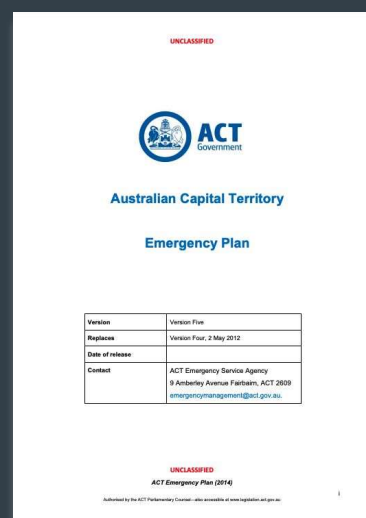 UNCLASSIFIED
ACT
Government
Australian Capital Territory
Emergency Plan
Version Version Five
Replaces Version Four, 2 May 2012
Date of release
Contact ACT Emergency Service Agency
9 Amberley Avenue Fairbairn, ACT 2609
emergencymanagement@act.gov.au.
UNCLASSIFIED
ACT Emergency Plan (2014)
Authorised by the ACT Parliamentary Counsel—also accessible at www.legislation.act.gov.au
i